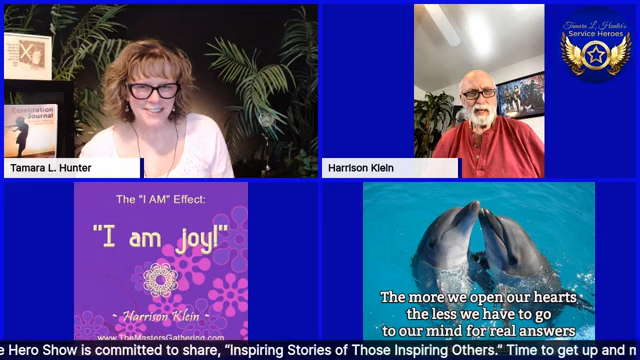 Tamara L. Hunter's
Service Heroes
Celebration
Journal
Tamara L. Hunter
Harrison Klein
The "I AM" Effect:
"I am joy!"
~ Harrison Klein ~
www.TheMastersGathering.com
The more we open our hearts
the less we have to go
to our mind for real answers
e Hero Show is committed to share, “Inspiring Stories of Those Inspiring Others.” Time to get up and